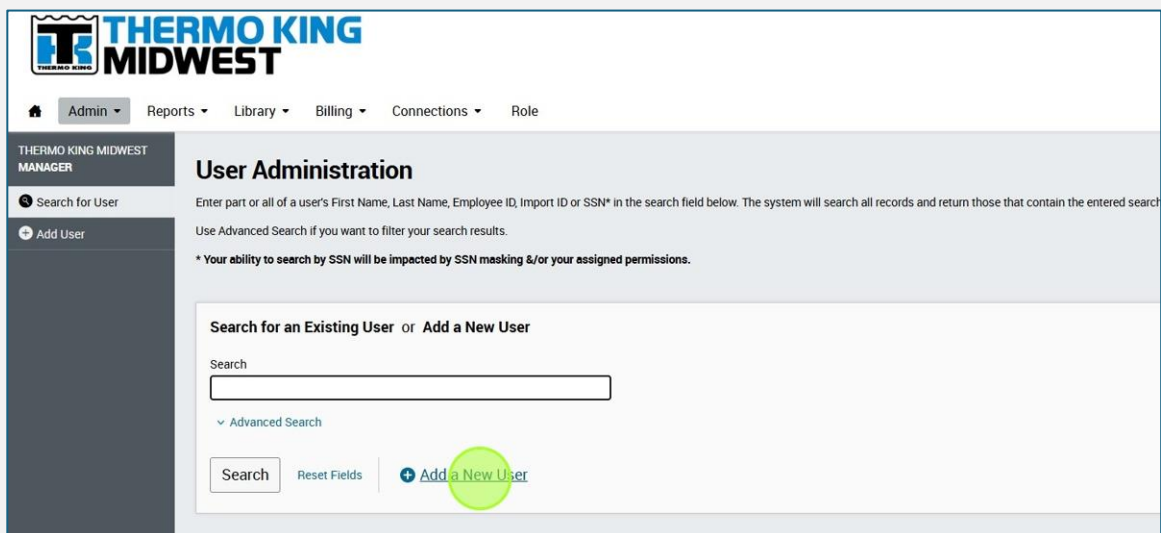 THERMO KING
MIDWEST
THERMO KING
Admin Reports Library Billing Connections Role
THERMO KING MIDWEST
MANAGER
Search for User
Add User
User Administration
Enter part or all of a user's First Name, Last Name, Employee ID, Import ID or SSN* in the search field below. The system will search all records and return those that contain the entered search
Use Advanced Search if you want to filter your search results.
* Your ability to search by SSN will be impacted by SSN masking &/or your assigned permissions.
Search for an Existing User or Add a New User
Search
Advanced Search
Search Reset Fields Add a New User